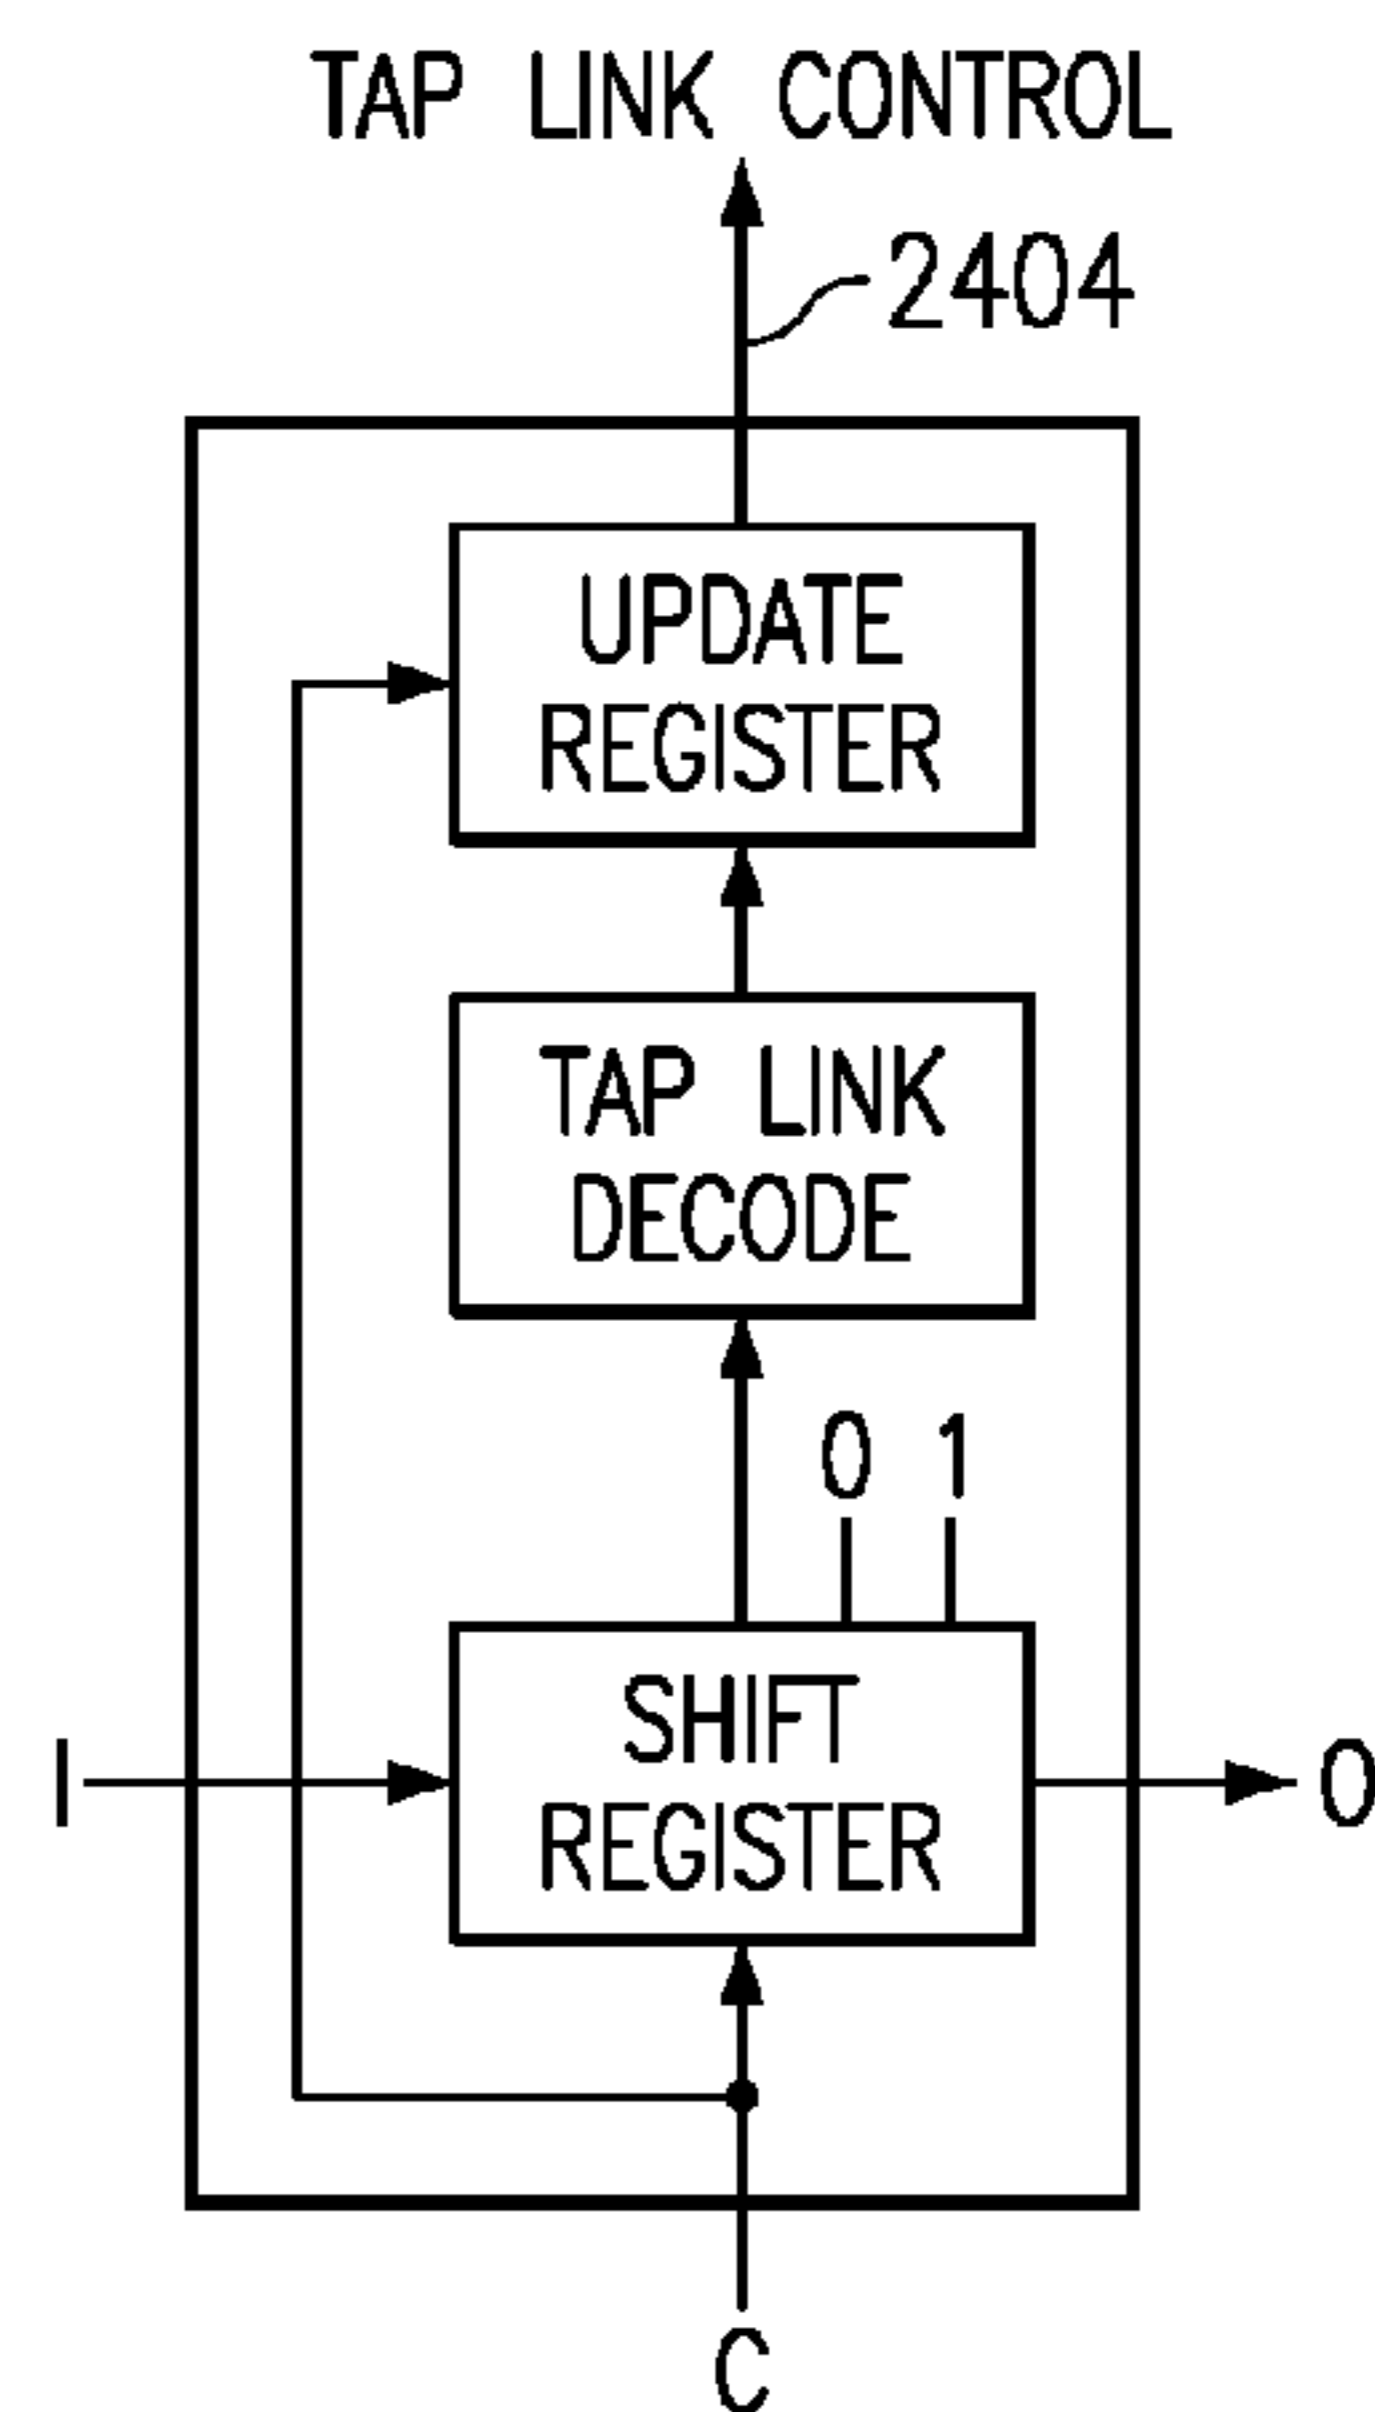 TAP LINK CONTROL
2404
UPDATE
REGISTER
TAP LINK
DECODE
0 1
SHIFT
REGISTER
I
O
C